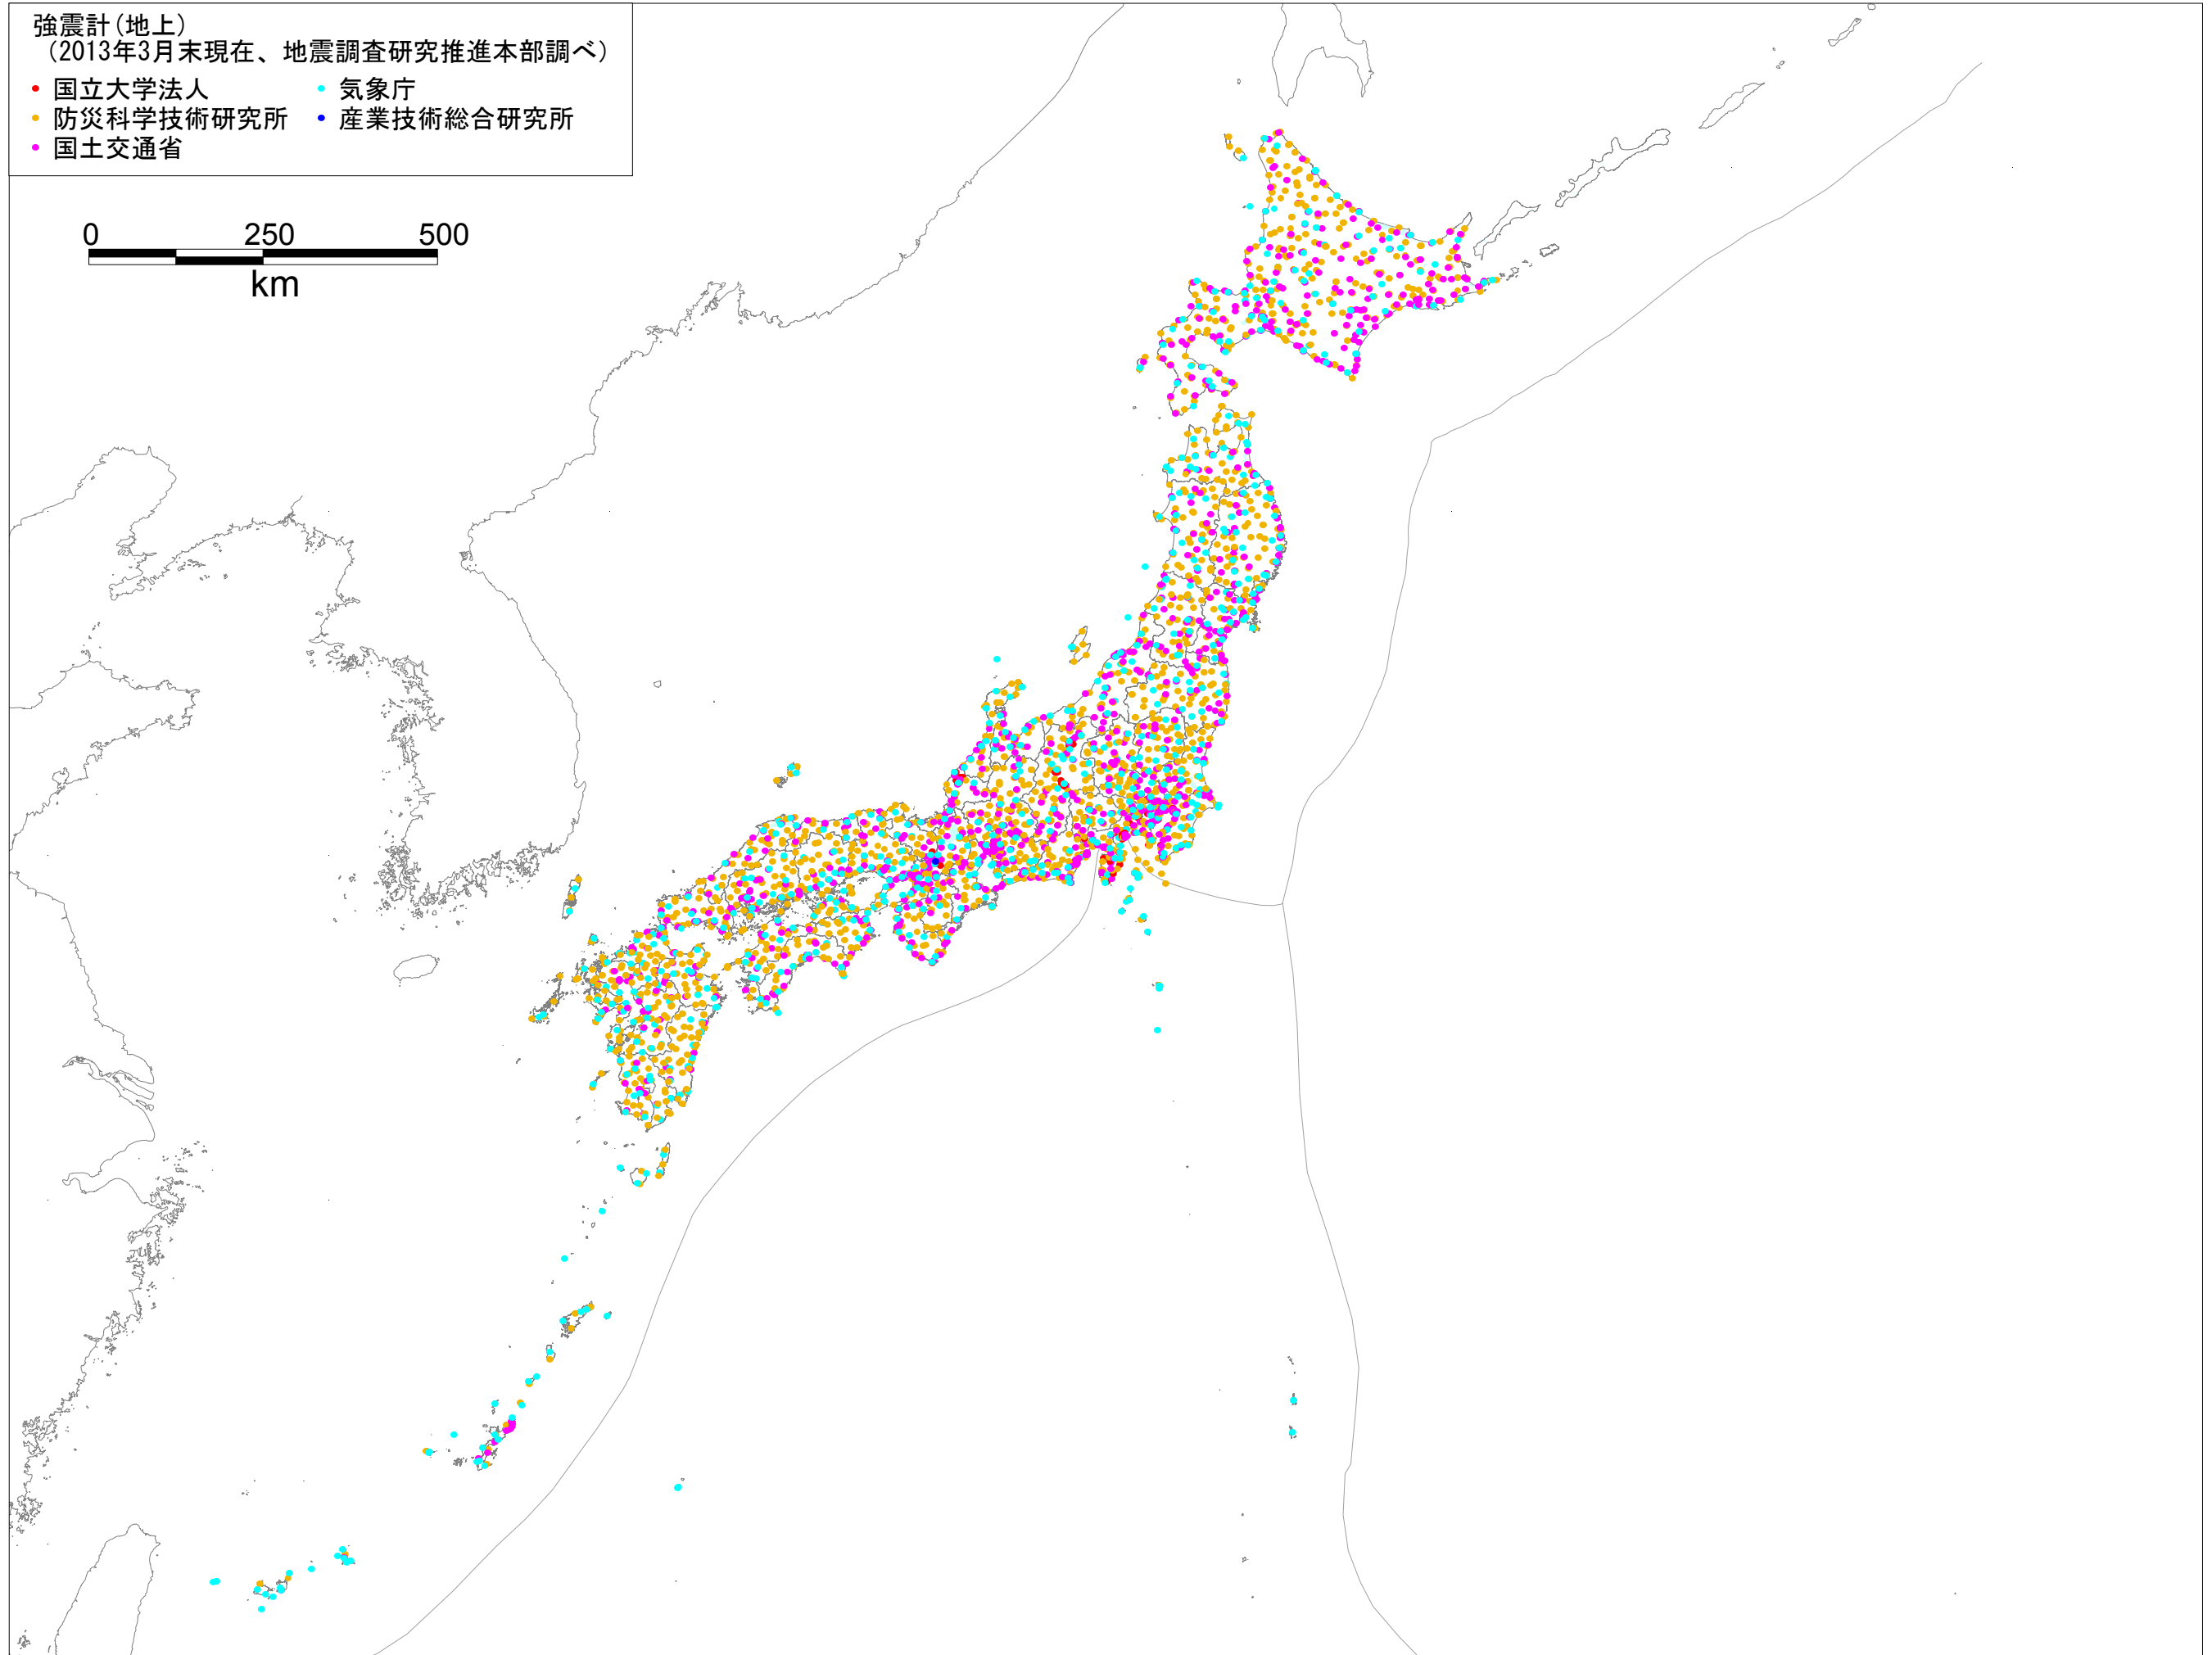 強震計(地上)
(2013年3月末現在、地震調査研究推進本部調べ)
国立大学法人
気象庁
防災科学技術研究所
産業技術総合研究所
国土交通省
0 250 500
km